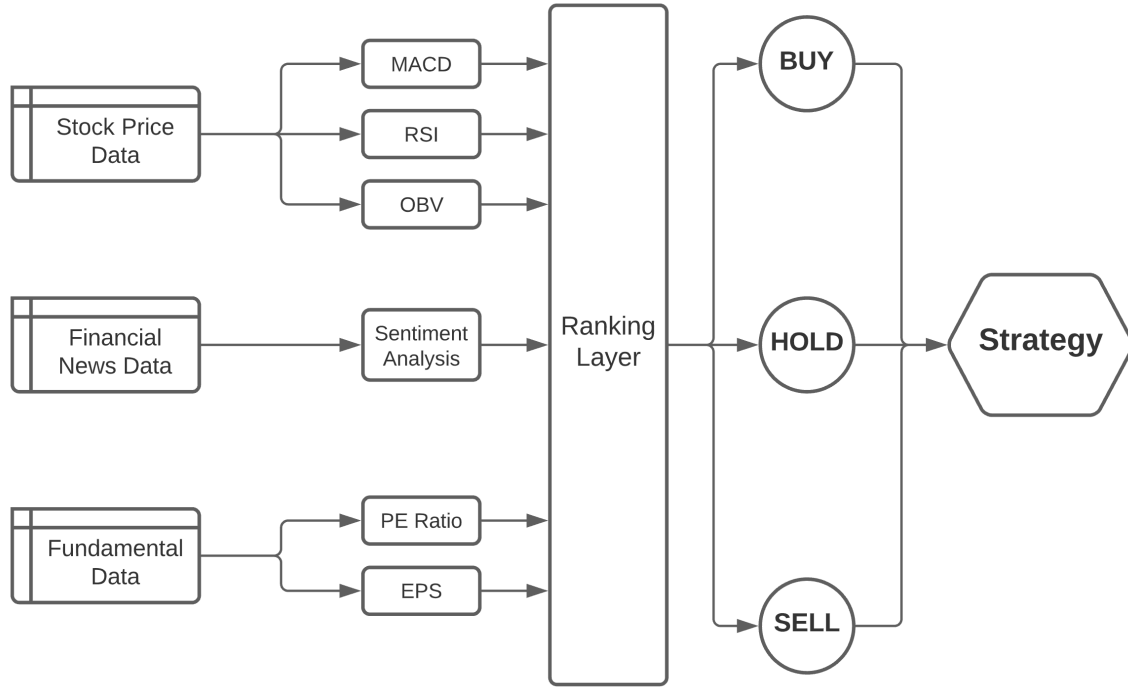 Stock Price
Data
MACD
RSI
OBV
Financial
News Data
Sentiment
Analysis
Fundamental
Data
PE Ratio
EPS
Ranking
Layer
BUY
HOLD
SELL
Strategy